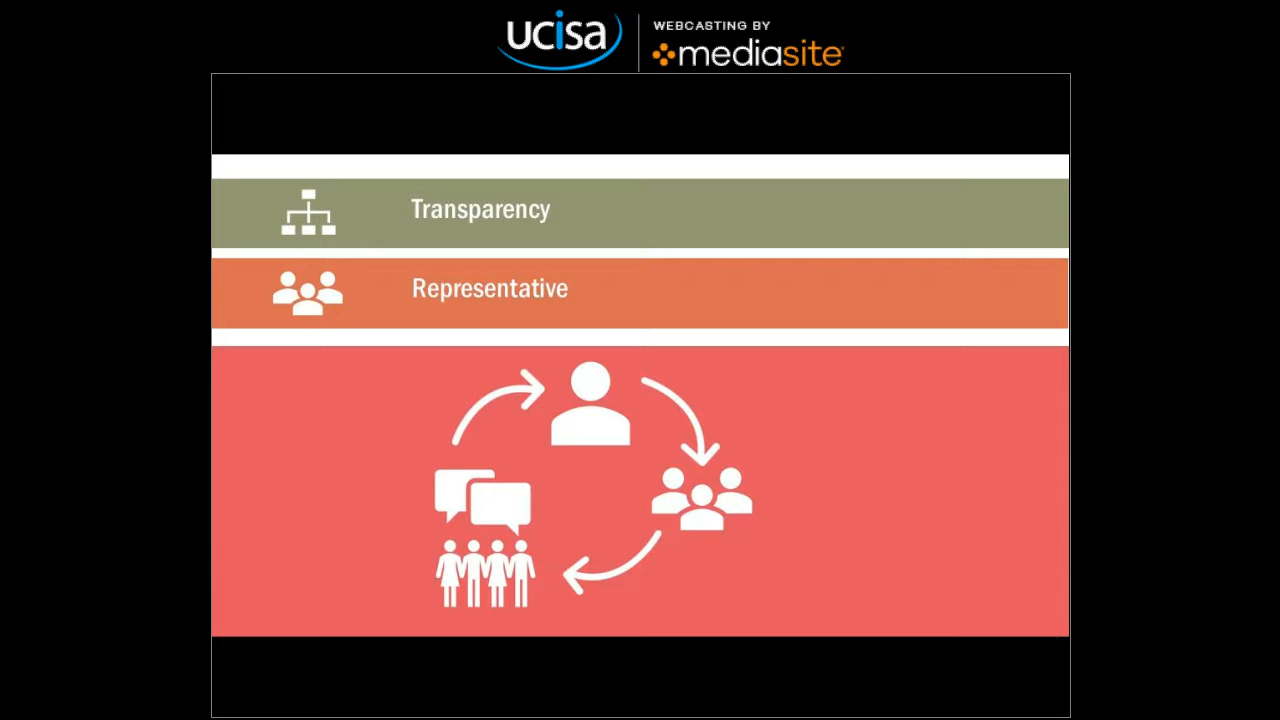 ucisa
WEBCASTING BY
mediasite
Transparency
Representative